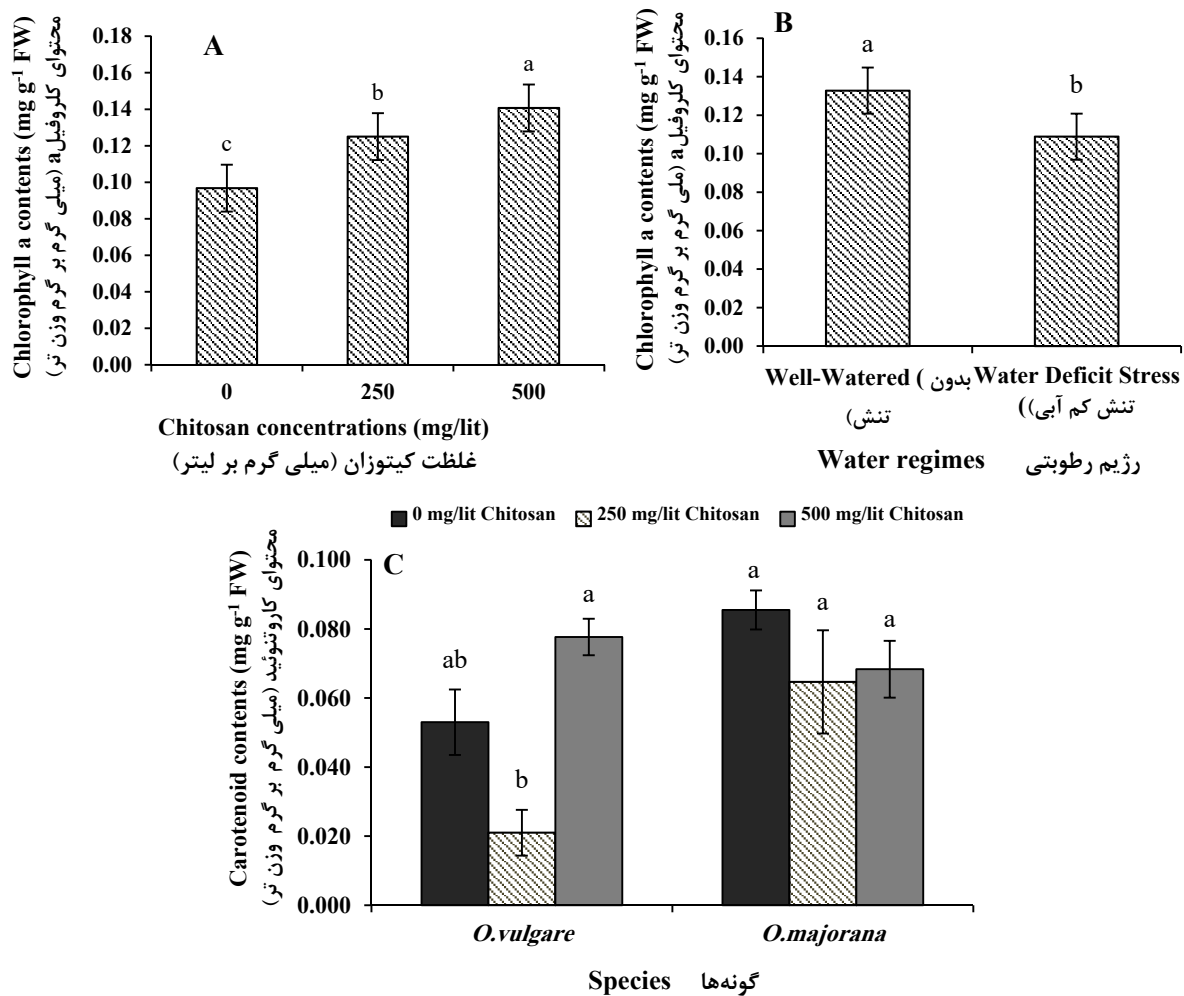 A
Chlorophyll a contents (mg g-1 FW)
محتوای کلروفیل a (میلی گرم بر گرم وزن تر)
0.18
0.16
0.14
0.12
0.10
0.08
0.06
0.04
0.02
0.00
c
b
a
0 250 500
Chitosan concentrations (mg/lit)
غلظت کیتوزان (میلی گرم بر لیتر)
B
Chlorophyll a contents (mg g-1 FW)
محتوای کلروفیل a (ملی گرم بر گرم وزن تر)
0.16
0.14
0.12
0.10
0.08
0.06
0.04
0.02
0.00
a
b
Well-Watered ( بدون Water Deficit Stress
تنش) (تنش کم آبی)
Water regimes رژیم رطوبتی
0 mg/lit Chitosan 250 mg/lit Chitosan 500 mg/lit Chitosan
C
Carotenoid contents (mg g-1 FW)
محتوای کاروتنوئید (میلی گرم بر گرم وزن تر)
0.100
0.080
0.060
0.040
0.020
0.000
ab
b
a
a
a
a
O.vulgare O.majorana
Species گونه‌ها